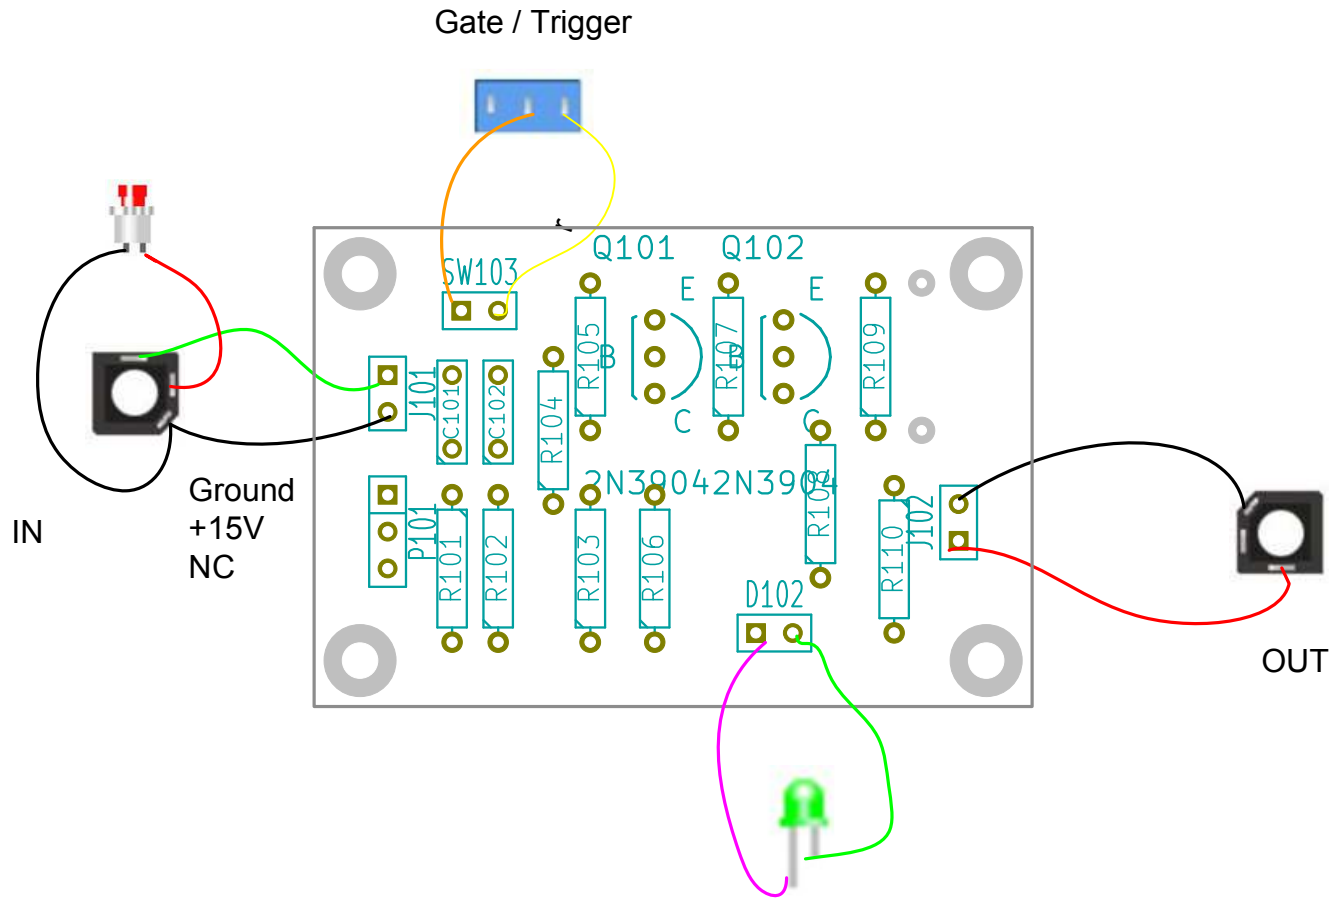 Gate / Trigger
Q101
Q102
SW103
E
E
R105
B
R107
B
R109
J101
C101
C102
R104
C
C
2N3904
2N3904
R108
Ground
+15V
NC
IN
P101
R101
R102
R103
R106
R110
J102
D102
OUT